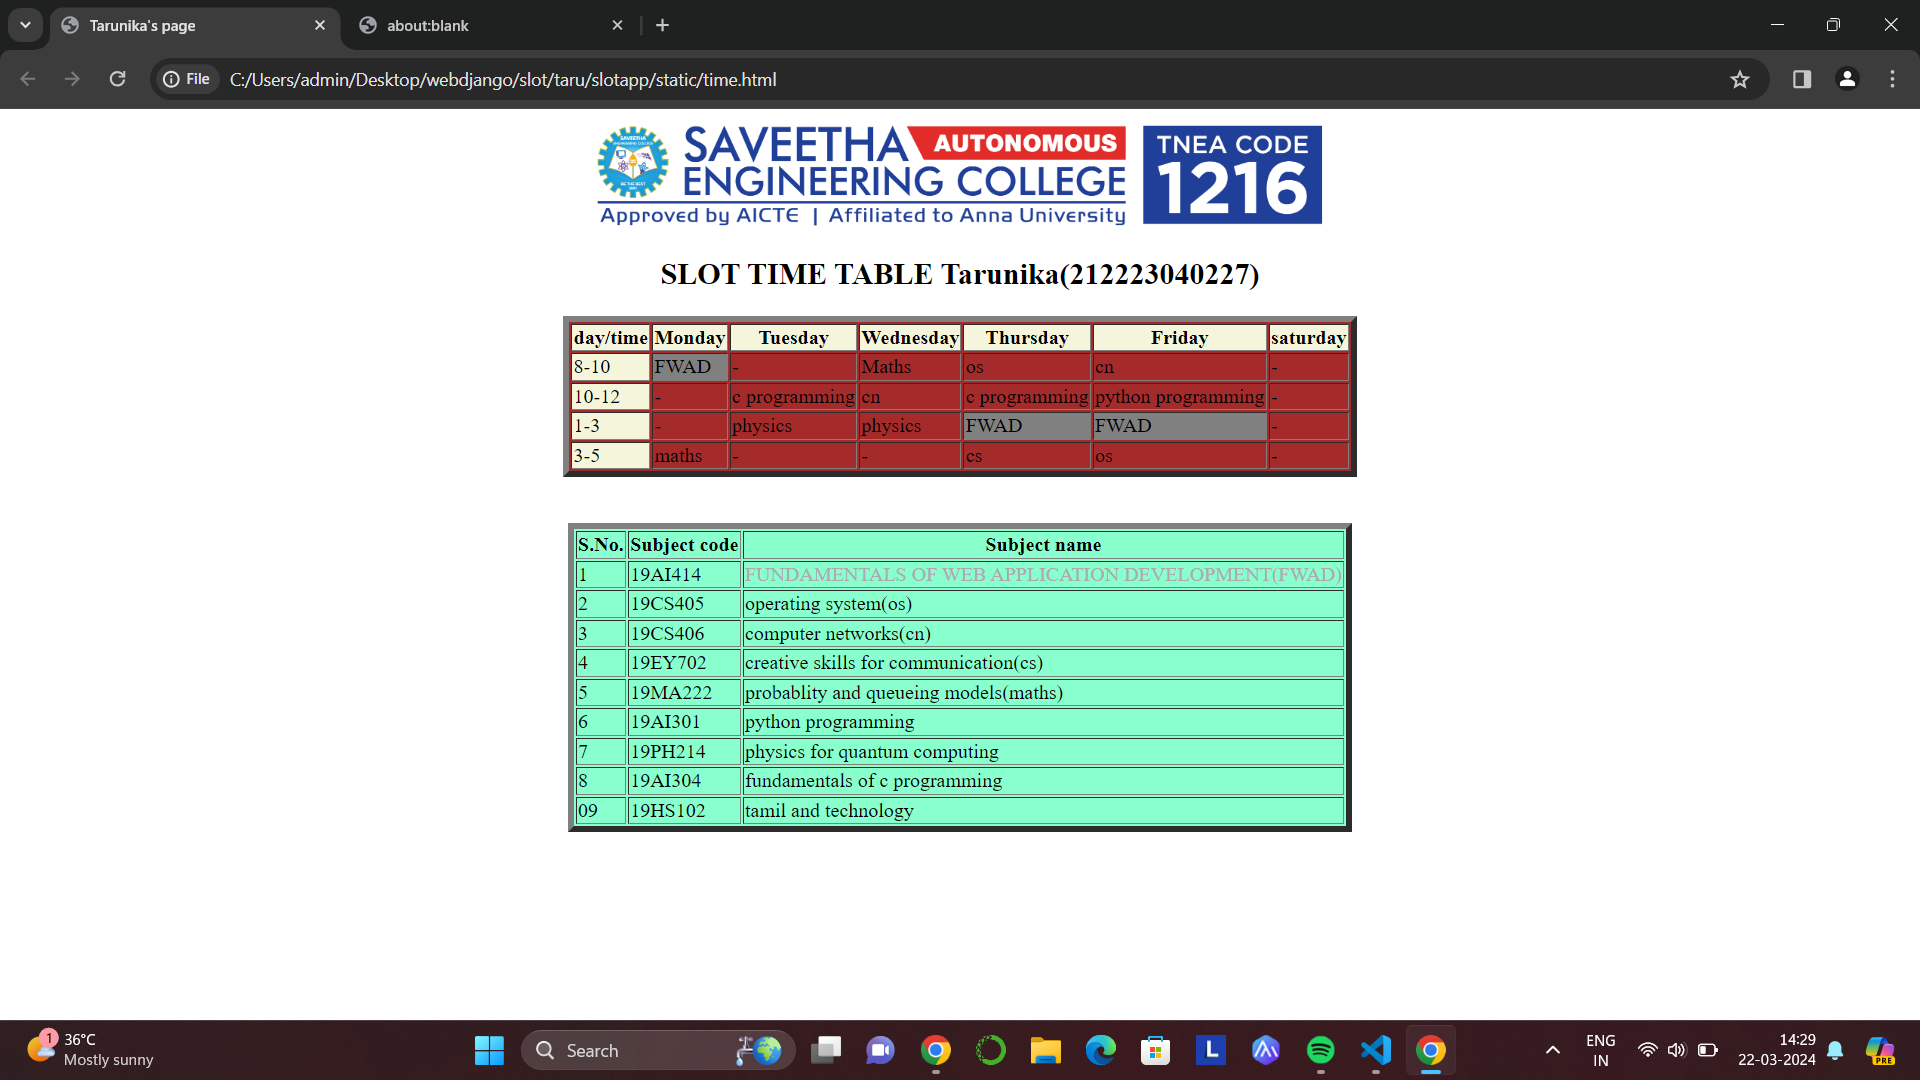 Tarunika's page
about:blank
File
C:/Users/admin/Desktop/webdjango/slot/taru/slotapp/static/time.html
SAVEETHA AUTONOMOUS
ENGINEERING COLLEGE
Approved by AICTE | Affiliated to Anna University
TNEA CODE
1216
SLOT TIME TABLE Tarunika(212223040227)
day/time Monday Tuesday Wednesday Thursday Friday saturday
8-10 FWAD - Maths os cn -
10-12 - c programming cn c programming python programming -
1-3 - physics physics FWAD FWAD -
3-5 maths - - cs os -
S.No. Subject code Subject name
1 19AI414 FUNDAMENTALS OF WEB APPLICATION DEVELOPMENT(FWAD)
2 19CS405 operating system(os)
3 19CS406 computer networks(cn)
4 19EY702 creative skills for communication(cs)
5 19MA222 probablity and queueing models(maths)
6 19AI301 python programming
7 19PH214 physics for quantum computing
8 19AI304 fundamentals of c programming
09 19HS102 tamil and technology
1
36°C
Mostly sunny
Search
L
ENG
IN
14:29
22-03-2024
PRE